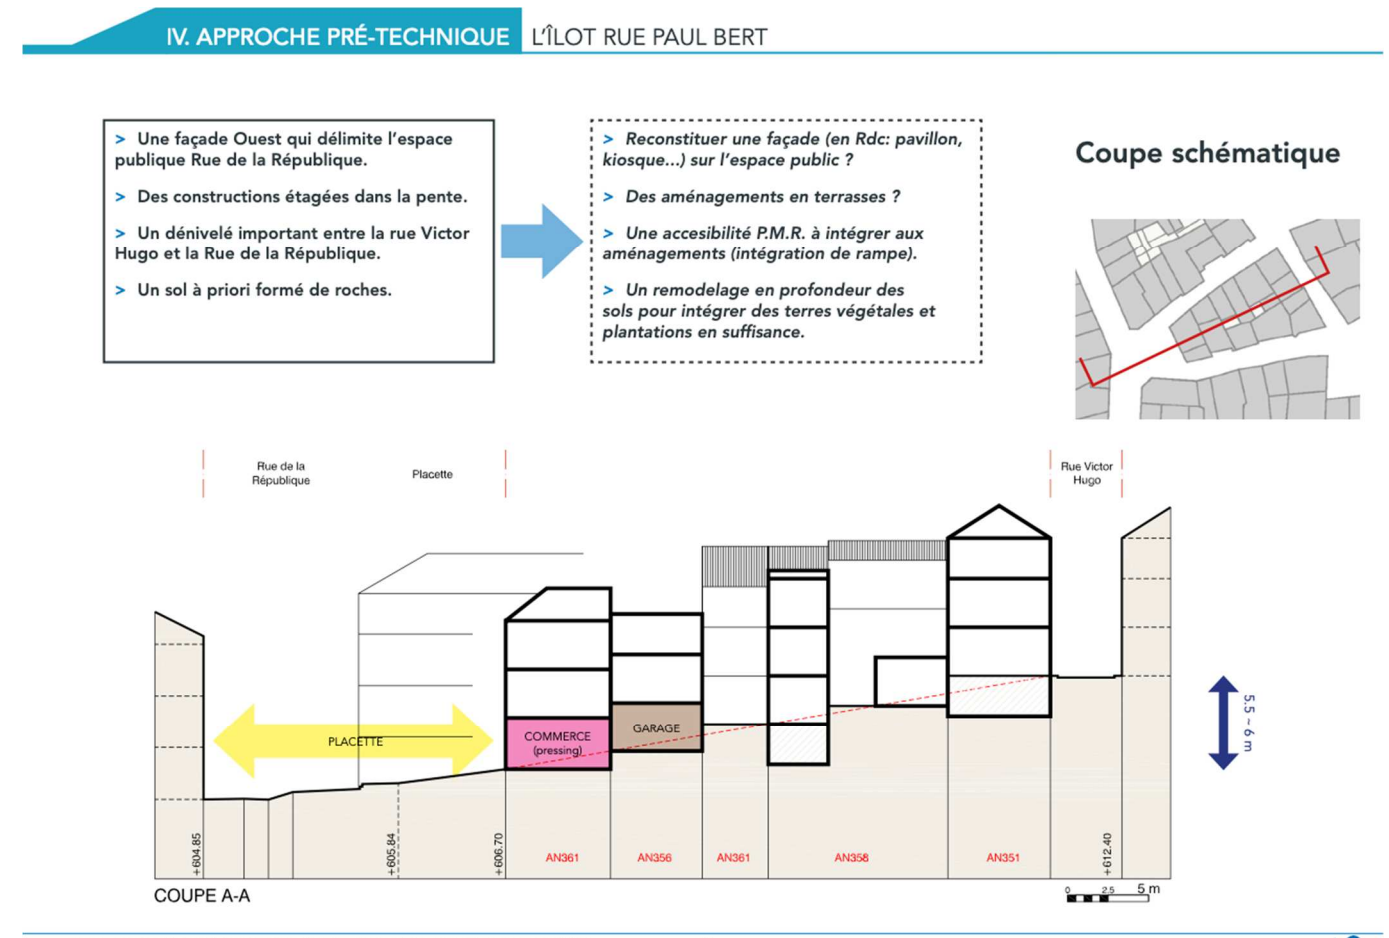 IV. APPROCHE PRÉ-TECHNIQUE L'ÎLOT RUE PAUL BERT
> Une façade Ouest qui délimite l'espace
publique Rue de la République.
> Des constructions étagées dans la pente.
> Un dénivelé important entre la rue Victor
Hugo et la Rue de la République.
> Un sol à priori formé de roches.
> Reconstituer une façade (en Rdc: pavillon,
kiosque...) sur l'espace public ?
> Des aménagements en terrasses ?
> Une accesibilité P.M.R. à intégrer aux
aménagements (intégration de rampe).
> Un remodelage en profondeur des
sols pour intégrer des terres végétales et
plantations en suffisance.
Coupe schématique
Rue de la
République
Placette
Rue Victor
Hugo
PLACETTE
COMMERCE
(pressing)
GARAGE
5.5 ~ 6 m
+604.85
+605.84
+606.70
+612.40
AN361
AN356
AN361
AN358
AN351
COUPE A-A
0 2.5 5 m